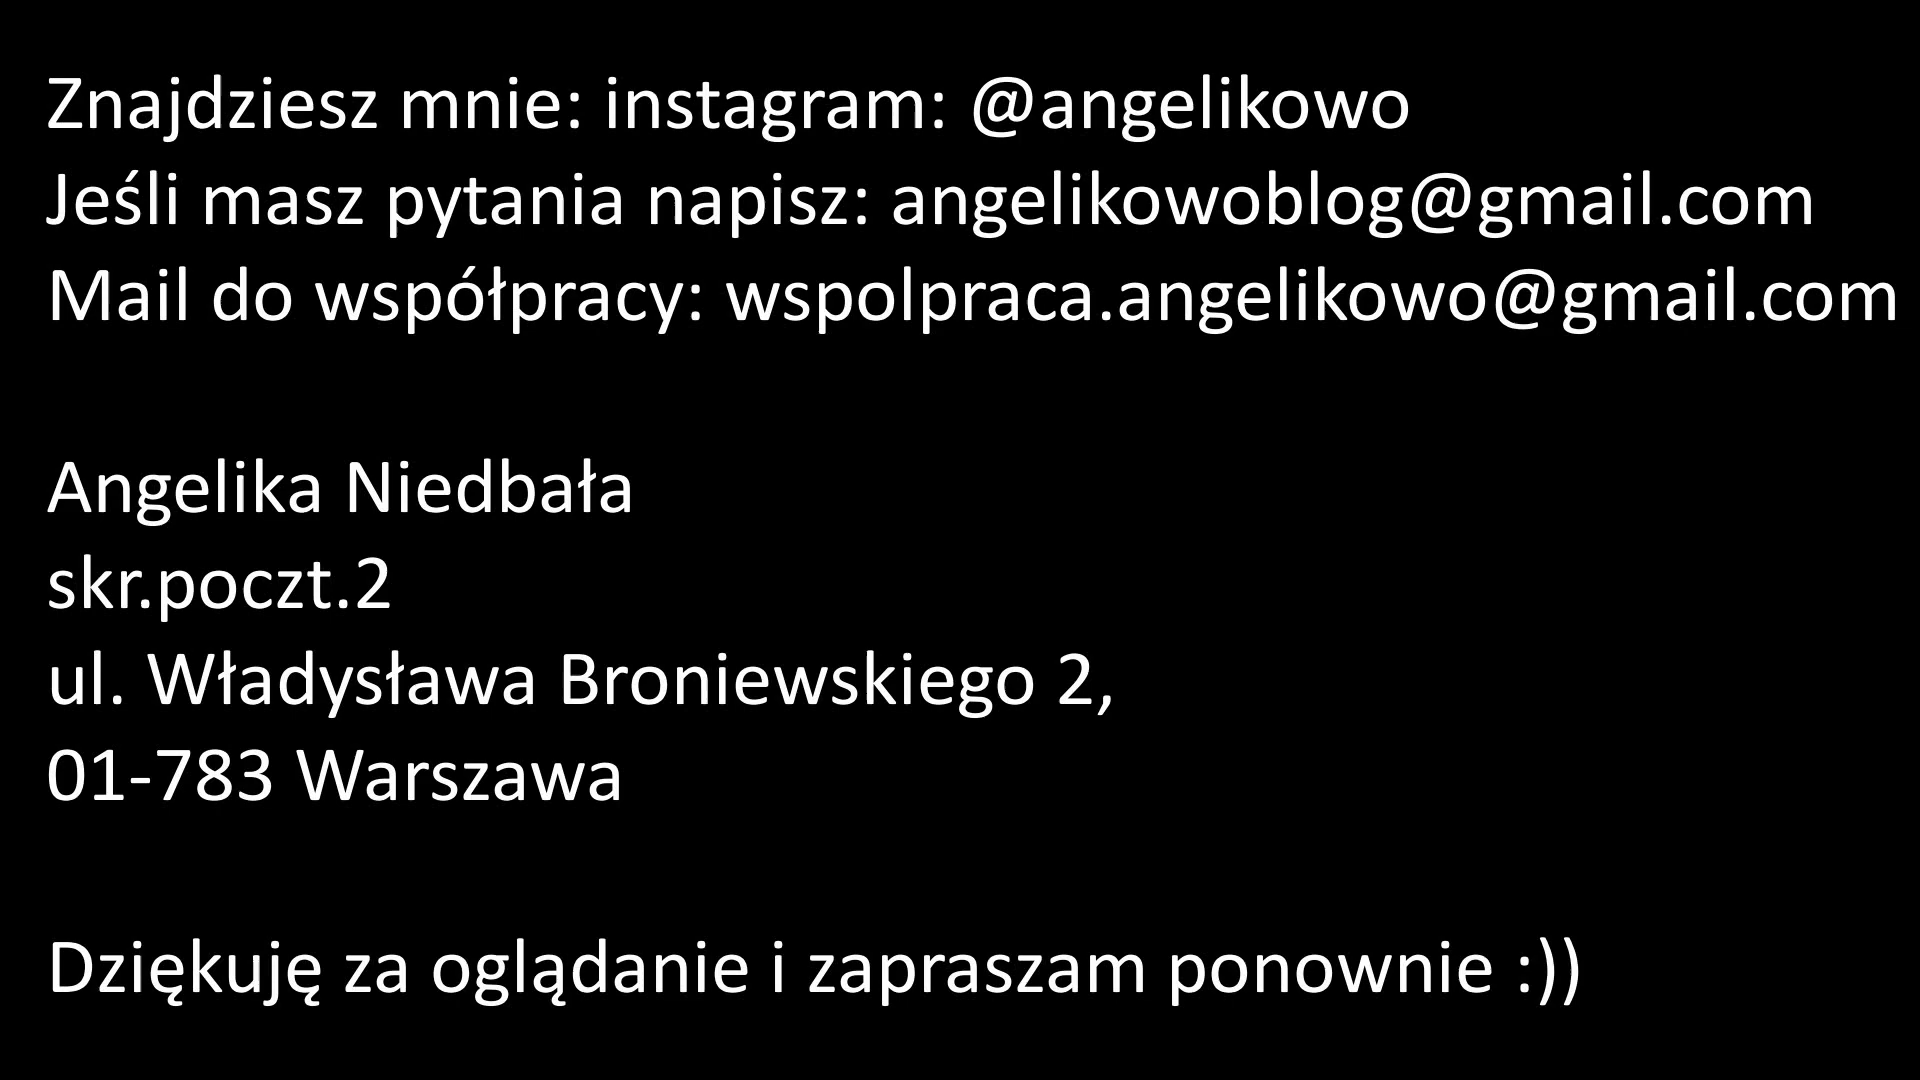 Znajdziesz mnie: instagram: @angelikowo
Jeśli masz pytania napisz: angelikowoblog@gmail.com
Mail do współpracy: wspolpraca.angelikowo@gmail.com
Angelika Niedbała
skr.poczt.2
ul. Władysława Broniewskiego 2,
01-783 Warszawa
Dziękuję za oglądanie i zapraszam ponownie :))